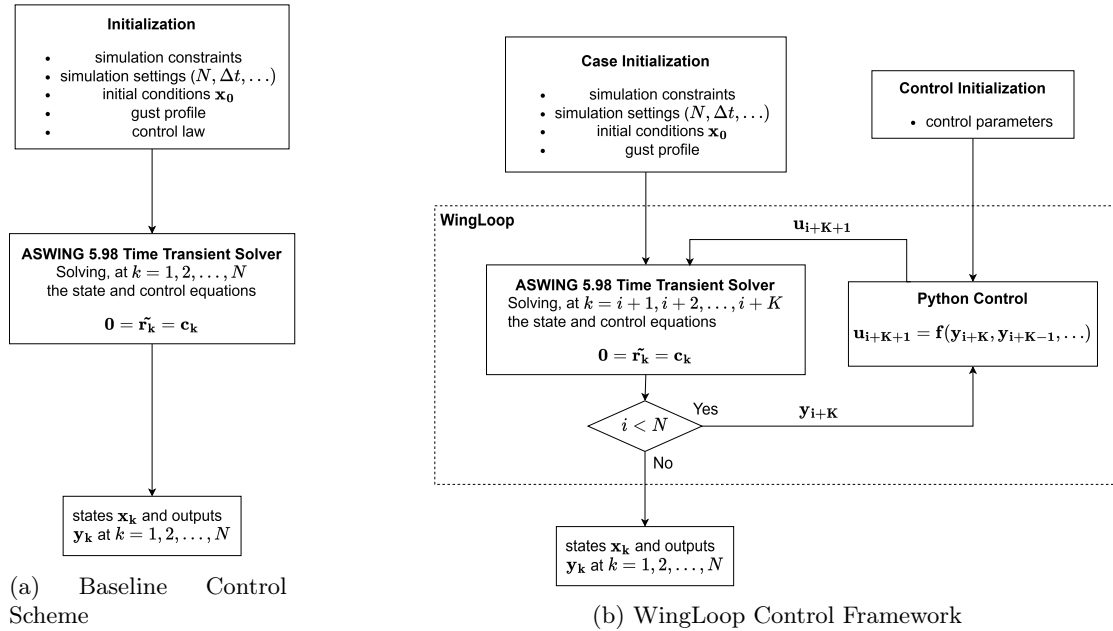 Initialization
• simulation constraints
• simulation settings (N, Δt, . . .)
• initial conditions x₀
• gust profile
• control law
ASWING 5.98 Time Transient Solver
Solving, at k = 1, 2, . . . , N
the state and control equations
0 = r̃ₖ = cₖ
states xₖ and outputs
yₖ at k = 1, 2, . . . , N
(a) Baseline Control
Scheme
Case Initialization
• simulation constraints
• simulation settings (N, Δt, . . .)
• initial conditions x₀
• gust profile
Control Initialization
• control parameters
WingLoop
u_{i+K+1}
ASWING 5.98 Time Transient Solver
Solving, at k = i + 1, i + 2, . . . , i + K
the state and control equations
0 = r̃ₖ = cₖ
Python Control
u_{i+K+1} = f(y_{i+K}, y_{i+K−1}, . . .)
i < N
Yes
y_{i+K}
No
states xₖ and outputs
yₖ at k = 1, 2, . . . , N
(b) WingLoop Control Framework